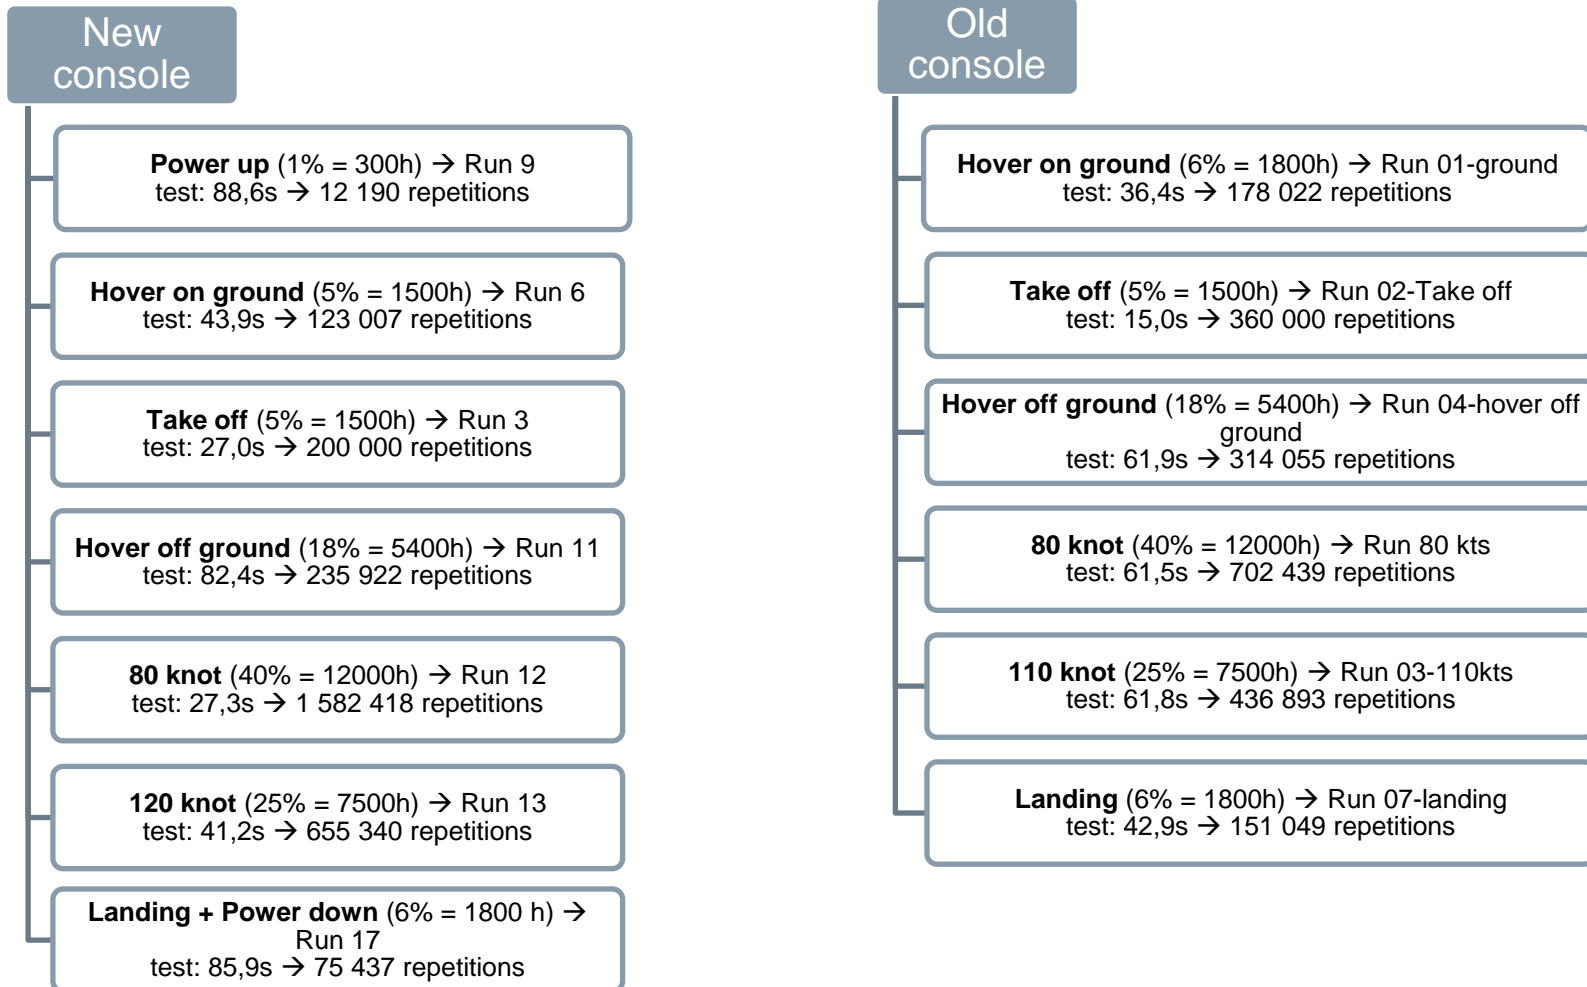 New
console
Power up (1% = 300h) → Run 9
test: 88,6s → 12 190 repetitions
Hover on ground (5% = 1500h) → Run 6
test: 43,9s → 123 007 repetitions
Take off (5% = 1500h) → Run 3
test: 27,0s → 200 000 repetitions
Hover off ground (18% = 5400h) → Run 11
test: 82,4s → 235 922 repetitions
80 knot (40% = 12000h) → Run 12
test: 27,3s → 1 582 418 repetitions
120 knot (25% = 7500h) → Run 13
test: 41,2s → 655 340 repetitions
Landing + Power down (6% = 1800 h) →
Run 17
test: 85,9s → 75 437 repetitions
Old
console
Hover on ground (6% = 1800h) → Run 01-ground
test: 36,4s → 178 022 repetitions
Take off (5% = 1500h) → Run 02-Take off
test: 15,0s → 360 000 repetitions
Hover off ground (18% = 5400h) → Run 04-hover off
ground
test: 61,9s → 314 055 repetitions
80 knot (40% = 12000h) → Run 80 kts
test: 61,5s → 702 439 repetitions
110 knot (25% = 7500h) → Run 03-110kts
test: 61,8s → 436 893 repetitions
Landing (6% = 1800h) → Run 07-landing
test: 42,9s → 151 049 repetitions